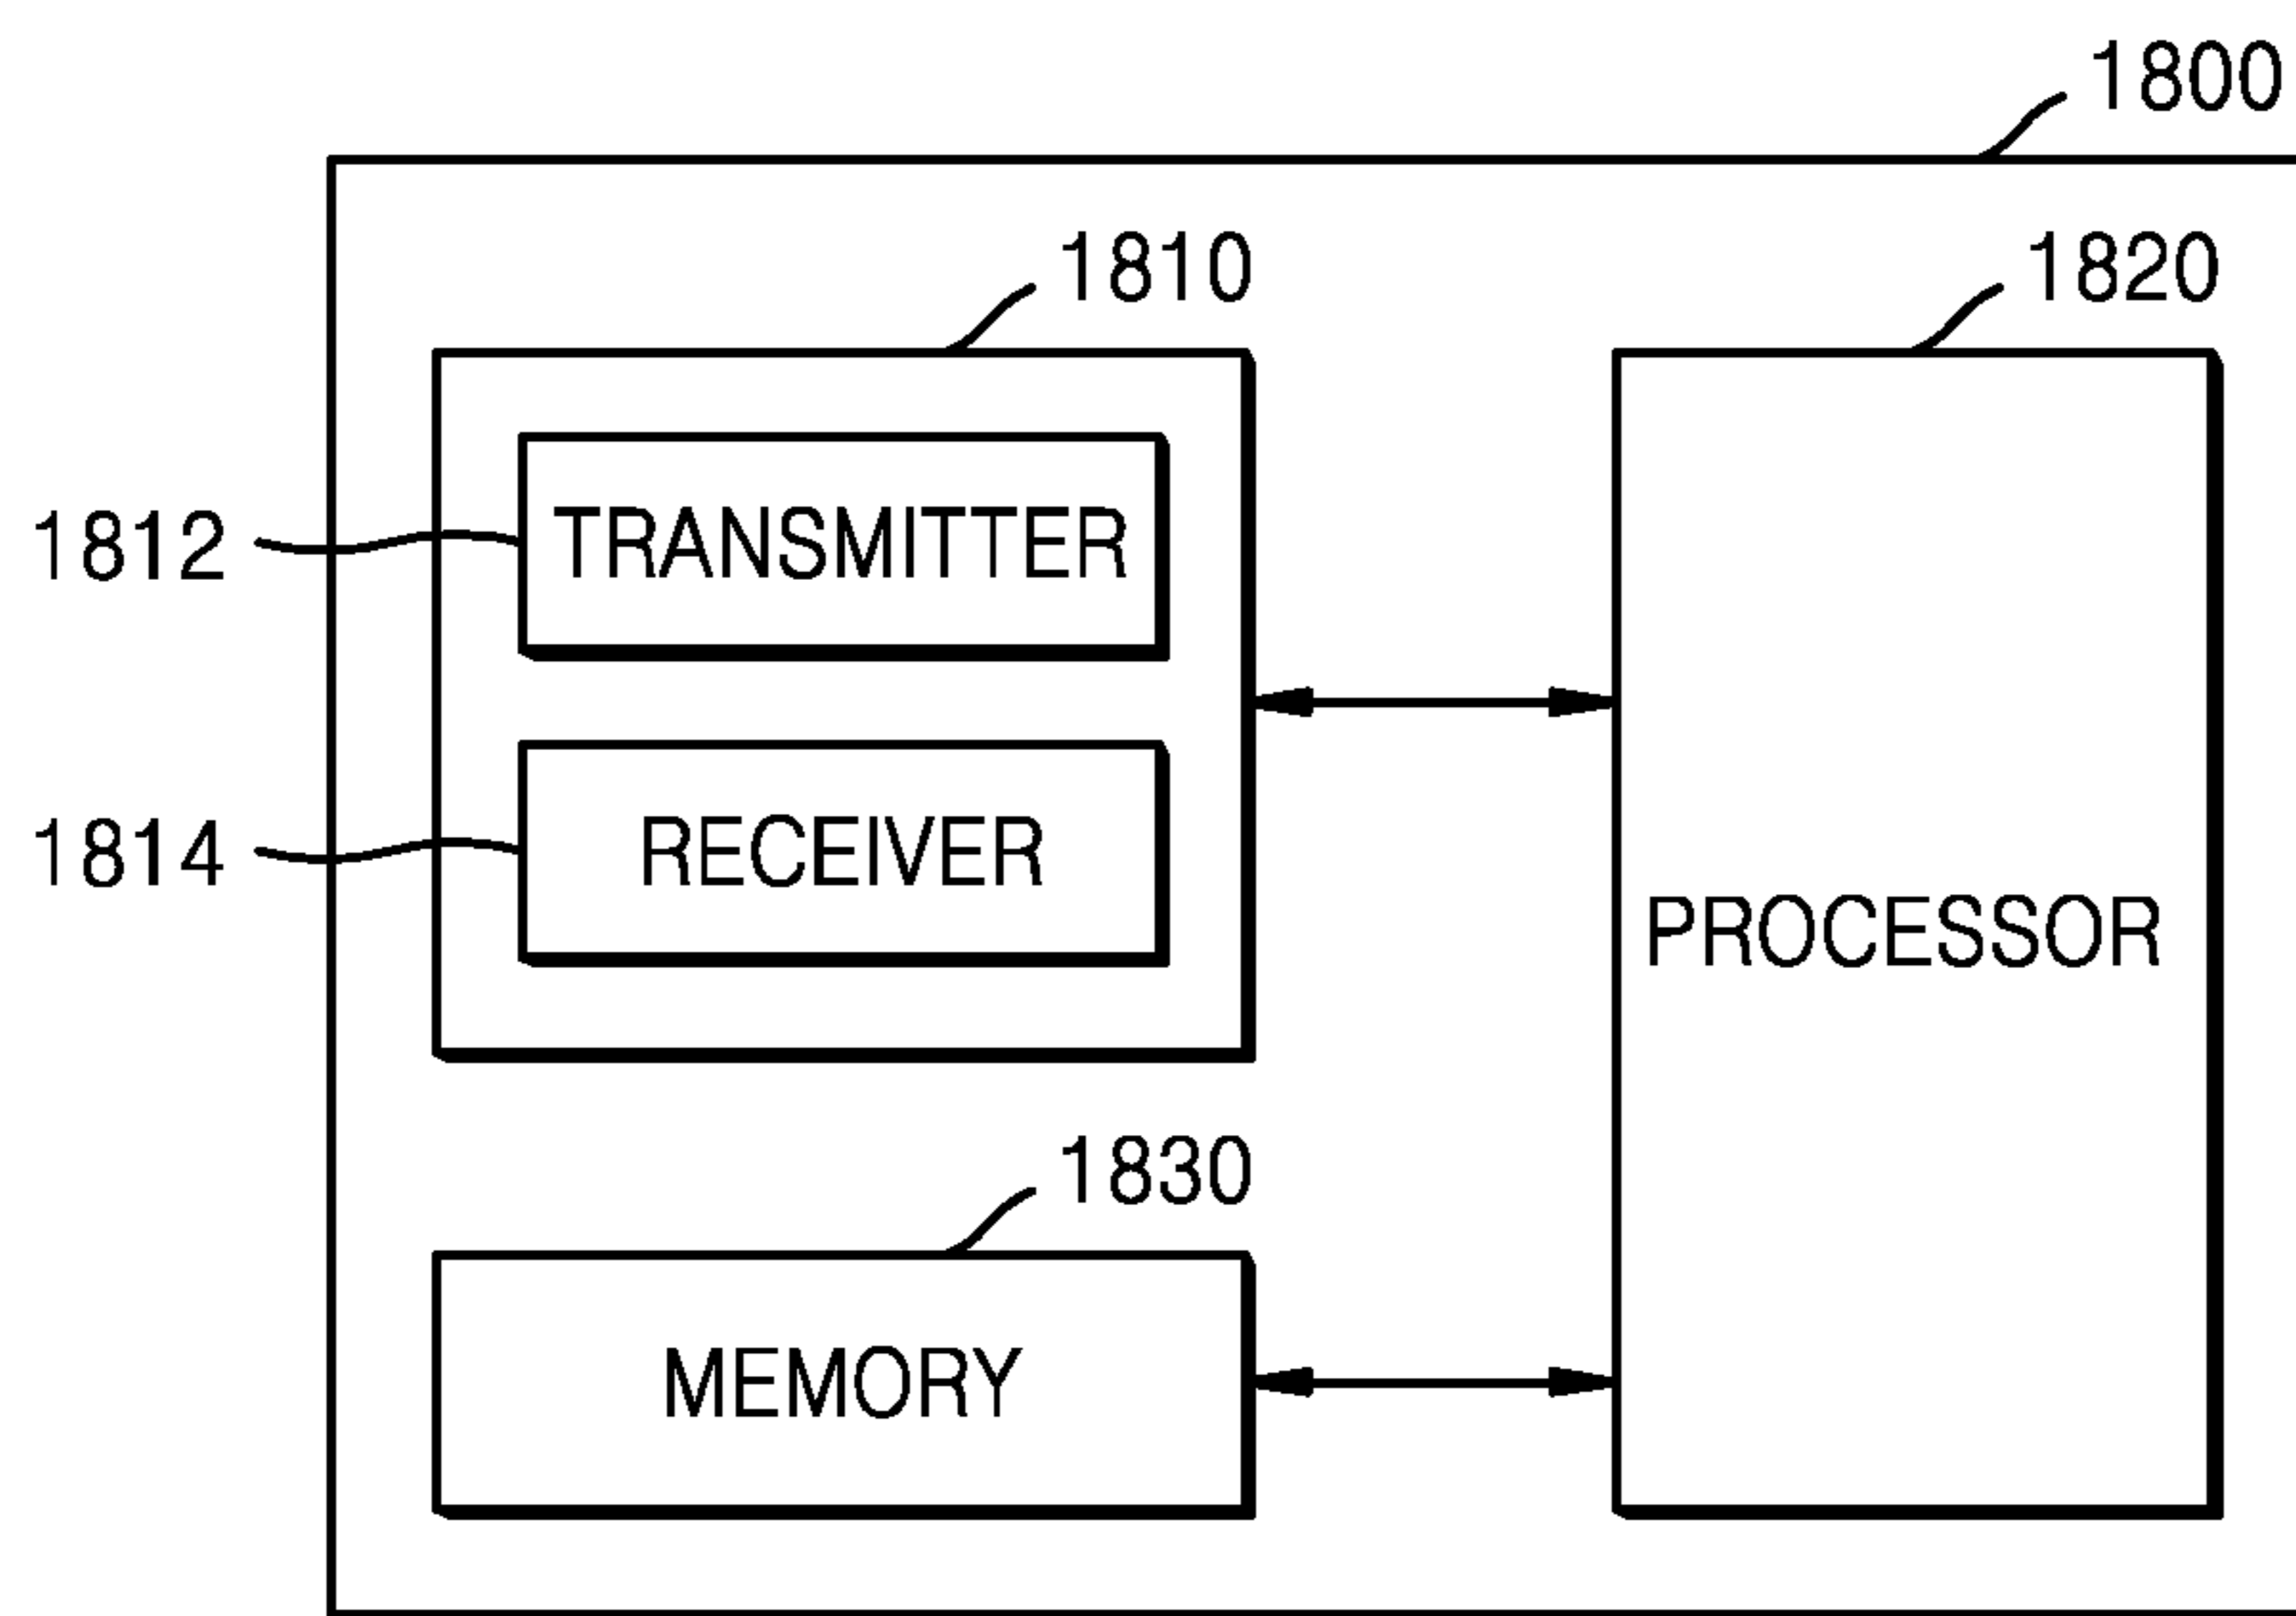 1800
1810
1820
1812
TRANSMITTER
1814
RECEIVER
PROCESSOR
1830
MEMORY